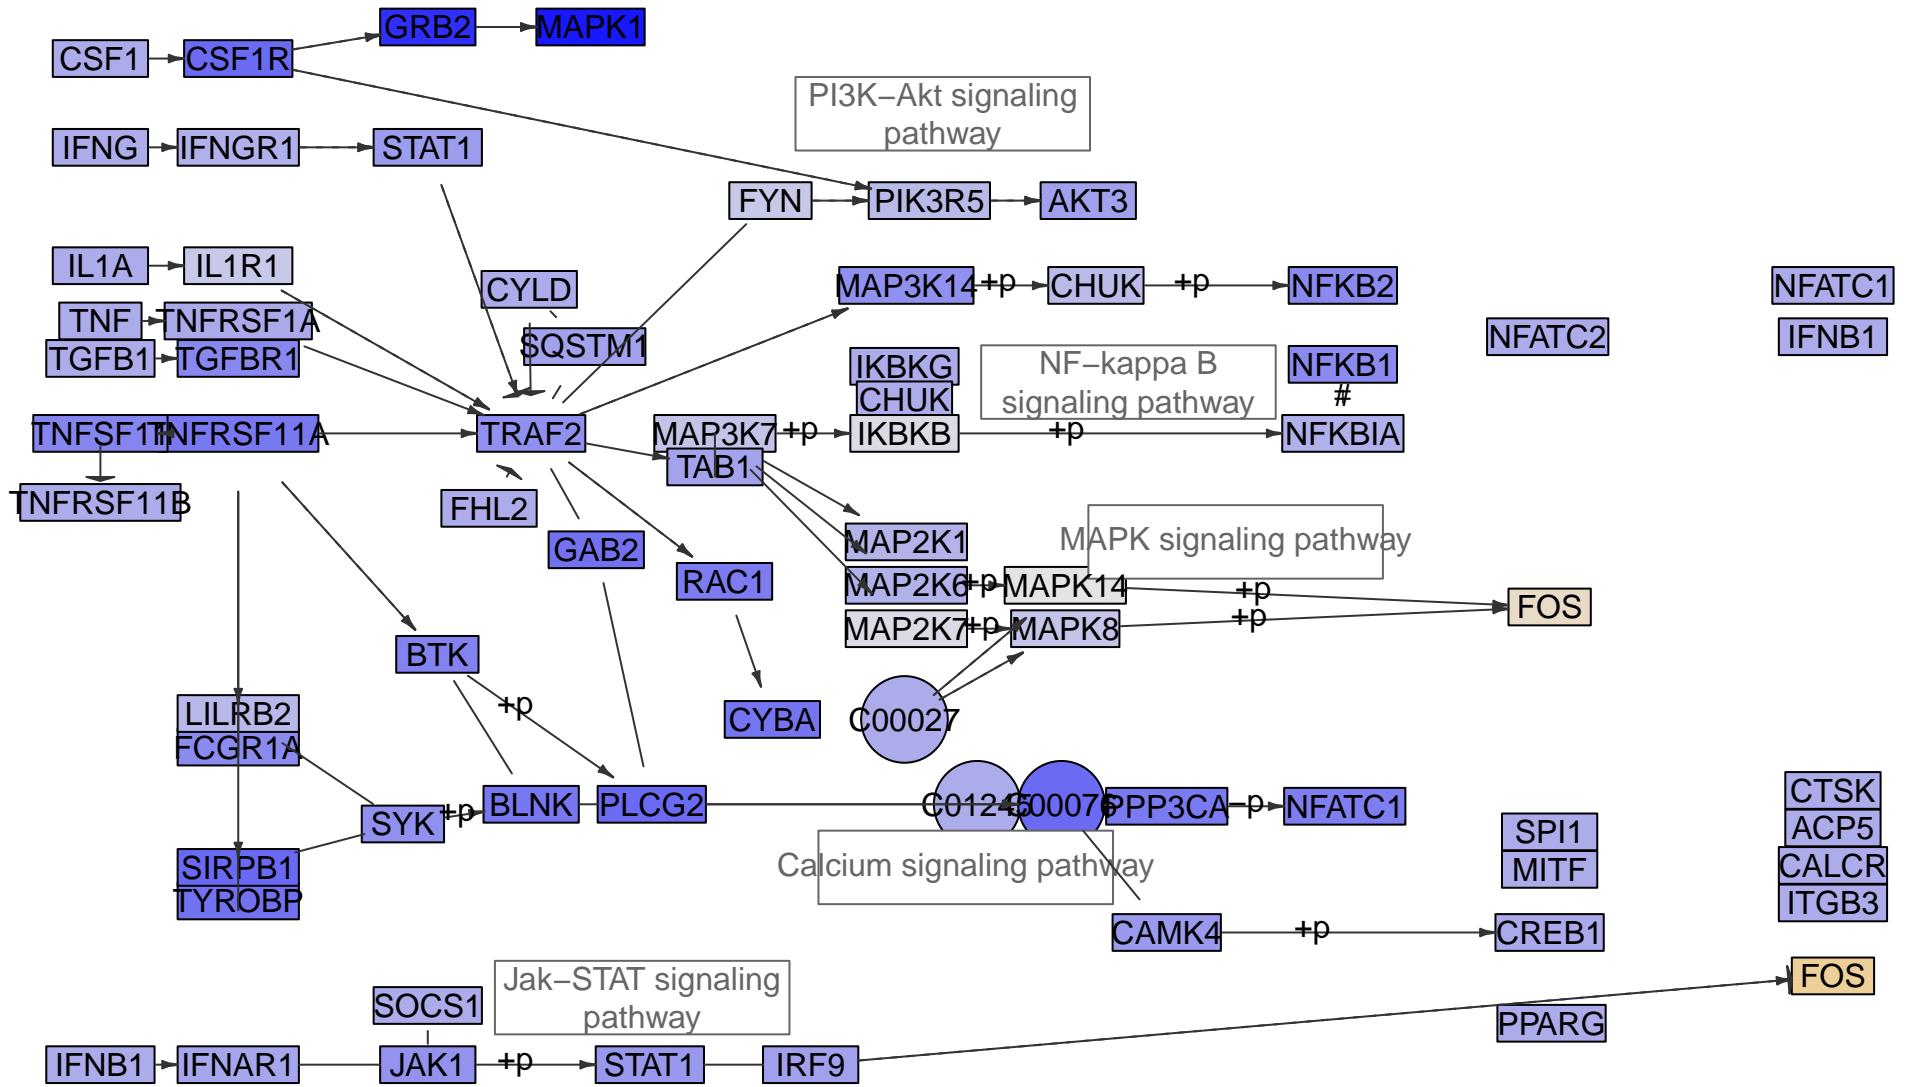 GRB2
MAPK1
CSF1
CSF1R
PI3K–Akt signaling
pathway
IFNG
IFNGR1
STAT1
FYN
PIK3R5
AKT3
IL1A
IL1R1
CYLD
MAP3K14
+p
CHUK
+p
NFKB2
NFATC1
TNF
TNFRSF1A
SQSTM1
NFATC2
IFNB1
TGFB1
TGFBR1
IKBKG
NF–kappa B
signaling pathway
NFKB1
#
CHUK
TNFRSF11A
TRAF2
MAP3K7
+p
IKBKB
+p
NFKBIA
TAB1
TNFRSF11B
FHL2
GAB2
MAP2K1
MAPK signaling pathway
RAC1
MAP2K6
+p
MAPK14
+p
FOS
MAP2K7
+p
MAPK8
+p
BTK
+p
LILRB2
FCGR1A
CYBA
C00027
SYK
+p
BLNK
PLCG2
C01245
C00076
PPP3CA
–p
NFATC1
CTSK
ACP5
SPI1
MITF
CALCR
ITGB3
Calcium signaling pathway
SIRPB1
TYROBP
CAMK4
+p
CREB1
Jak–STAT signaling
pathway
FOS
SOCS1
PPARG
IFNB1
IFNAR1
JAK1
+p
STAT1
IRF9